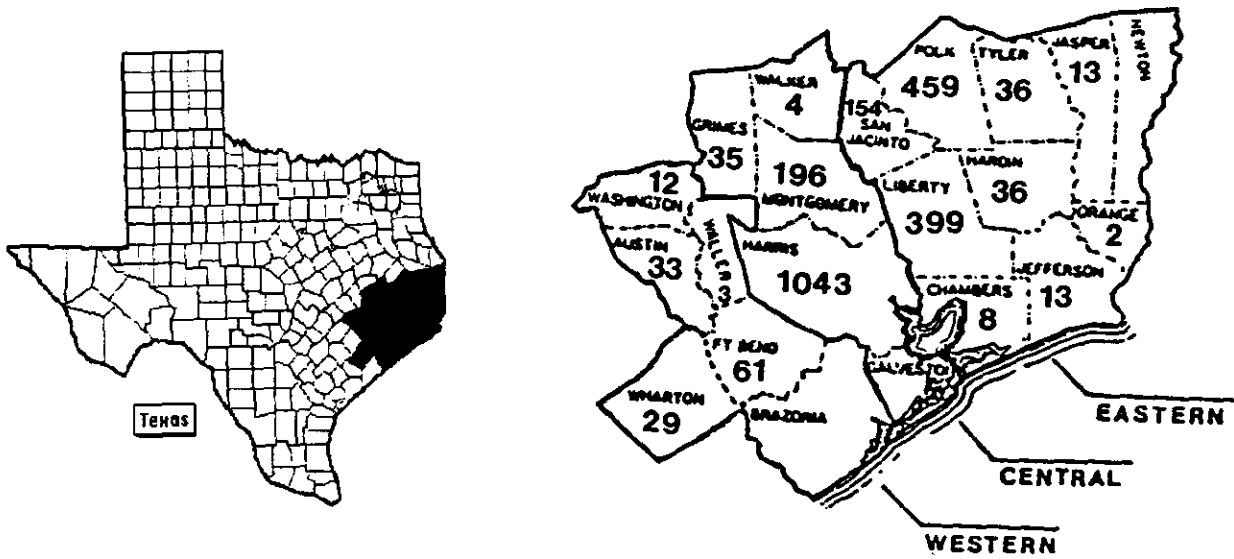 Texas
POLK
459
TYLER
36
JASPER
13
NEWTON
WALKER
4
154
SAN
JACINTO
GRIMES
35
196
MONTGOMERY
LIBERTY
399
HARDIN
36
12
WASHINGTON
ORANGE
2
AUSTIN
33
WALLER
3
HARRIS
1043
JEFFERSON
13
CHAMBERS
8
FT BEND
61
GALVESTON
WHARTON
29
BRAZORIA
EASTERN
CENTRAL
WESTERN